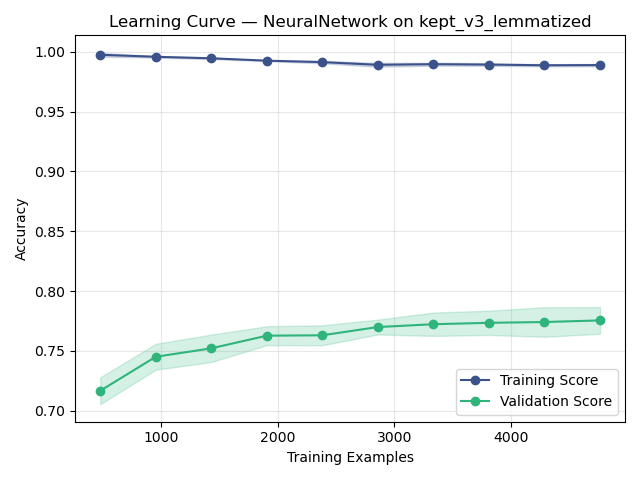 Learning Curve — NeuralNetwork on kept_v3_lemmatized
1.00
0.95
0.90
0.85
0.80
0.75
0.70
Accuracy
1000
2000
3000
4000
Training Examples
Training Score
Validation Score